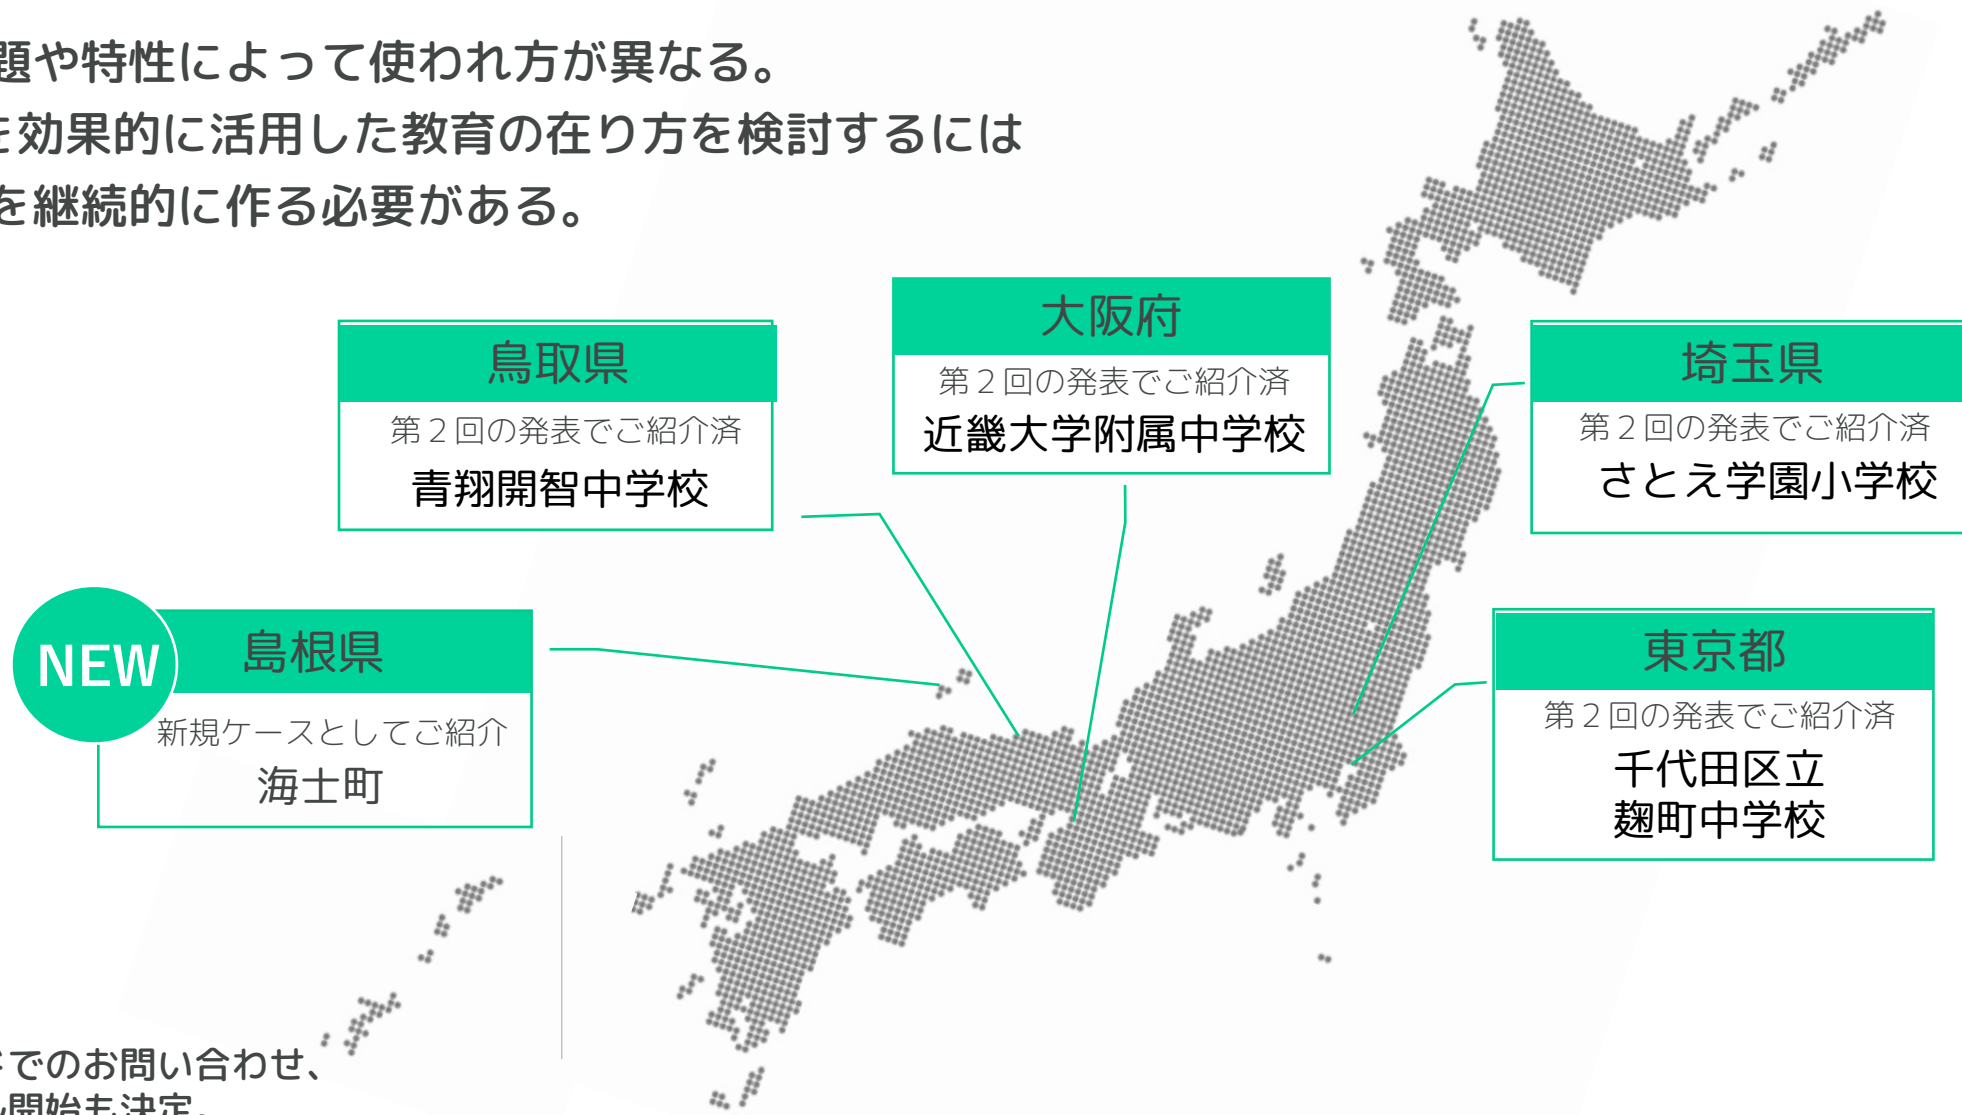 題や特性によって使われ方が異なる。
を効果的に活用した教育の在り方を検討するには
を継続的に作る必要がある。
大阪府
第２回の発表でご紹介済
近畿大学附属中学校
鳥取県
第２回の発表でご紹介済
青翔開智中学校
埼玉県
第２回の発表でご紹介済
さとえ学園小学校
NEW
島根県
新規ケースとしてご紹介
海士町
東京都
第２回の発表でご紹介済
千代田区立
麹町中学校
でのお問い合わせ、
開始も決定。